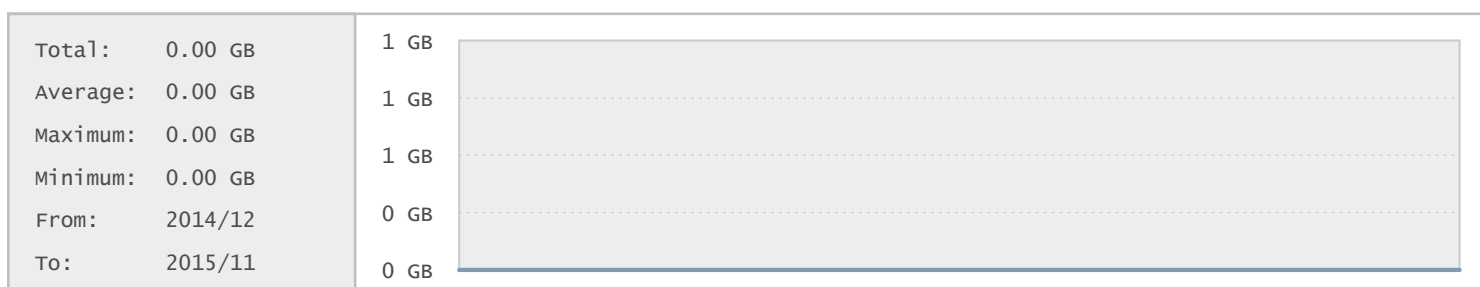 Total: 0.00 GB
Average: 0.00 GB
Maximum: 0.00 GB
Minimum: 0.00 GB
From: 2014/12
To: 2015/11
1 GB
1 GB
1 GB
0 GB
0 GB